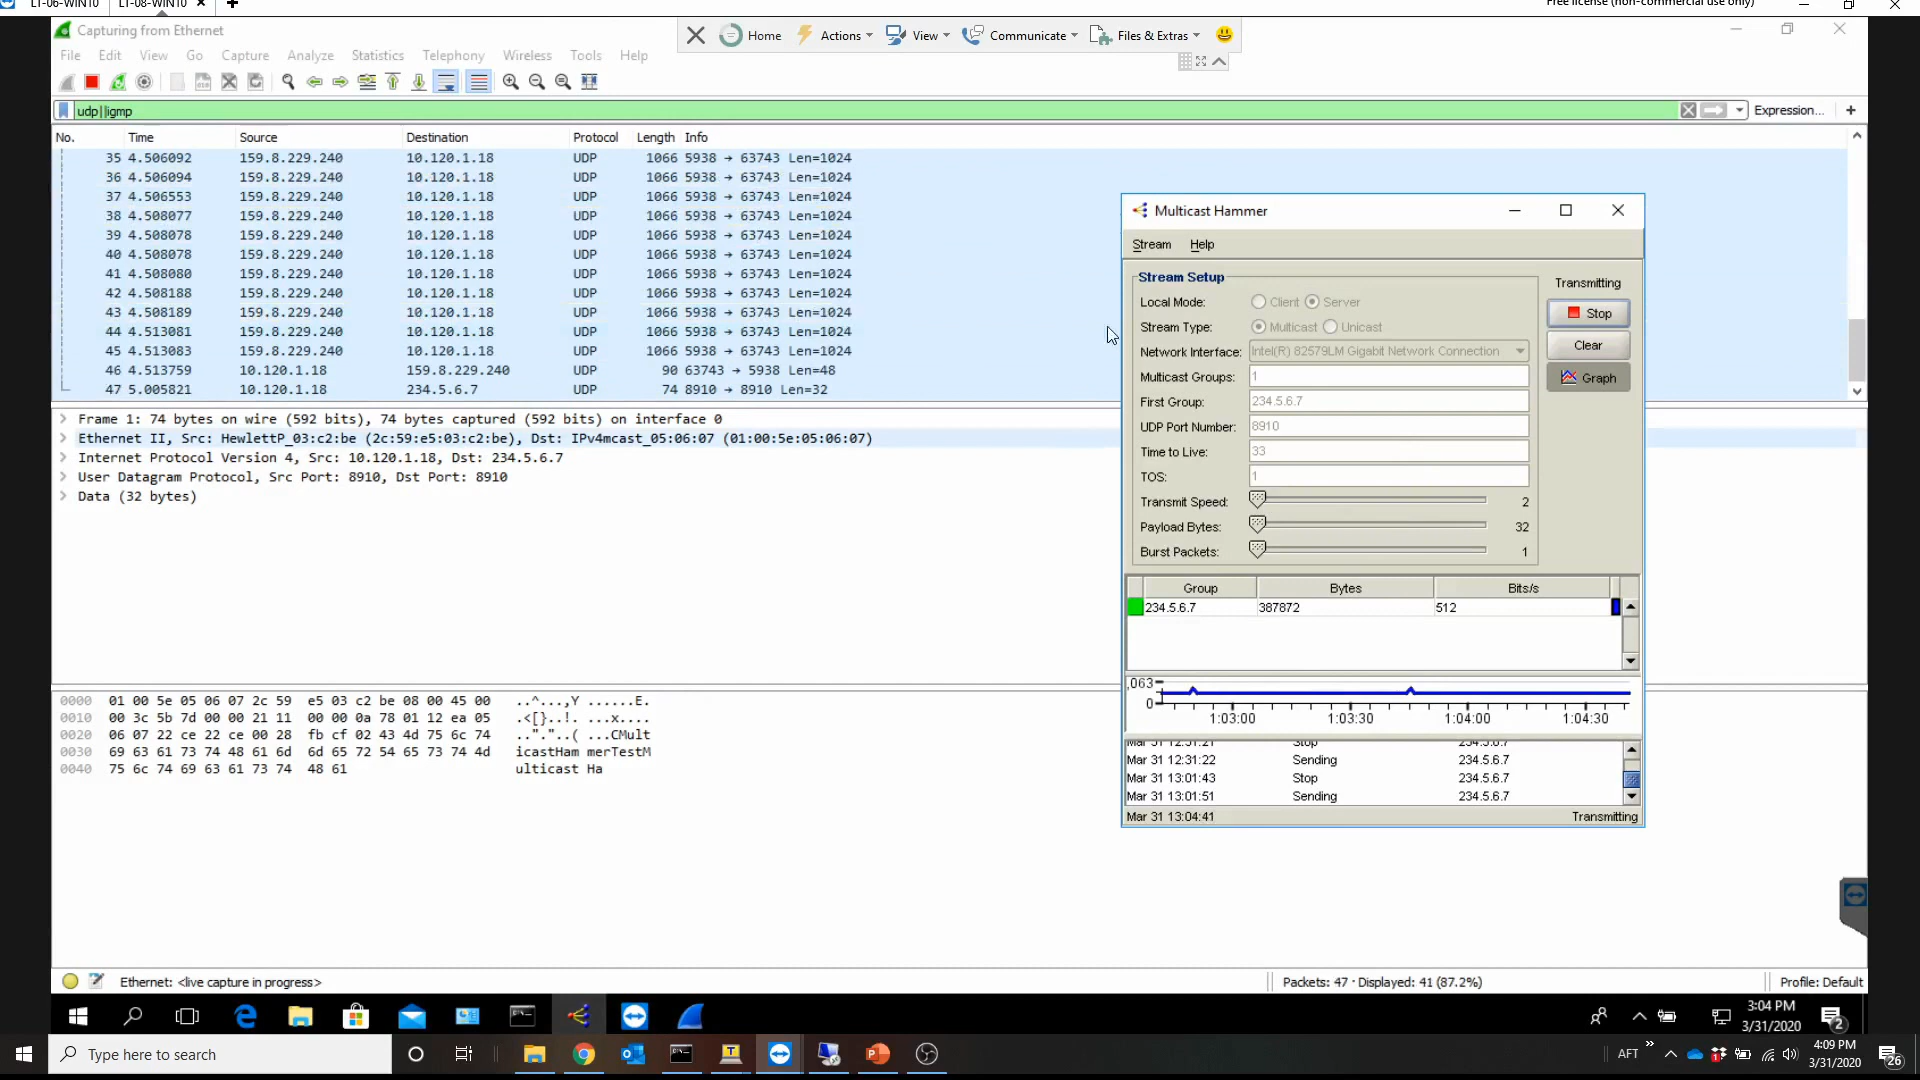 LT-06-WIN10 LT-08-WIN10 × + Free license (non-commercial use only)
Capturing from Ethernet
Home Actions View Communicate Files & Extras
File Edit View Go Capture Analyze Statistics Telephony Wireless Tools Help
udp||igmp Expression... +
No. Time Source Destination Protocol Length Info
35 4.506092 159.8.229.240 10.120.1.18 UDP 1066 5938 → 63743 Len=1024
36 4.506094 159.8.229.240 10.120.1.18 UDP 1066 5938 → 63743 Len=1024
37 4.506553 159.8.229.240 10.120.1.18 UDP 1066 5938 → 63743 Len=1024
38 4.508077 159.8.229.240 10.120.1.18 UDP 1066 5938 → 63743 Len=1024
39 4.508078 159.8.229.240 10.120.1.18 UDP 1066 5938 → 63743 Len=1024
40 4.508078 159.8.229.240 10.120.1.18 UDP 1066 5938 → 63743 Len=1024
41 4.508080 159.8.229.240 10.120.1.18 UDP 1066 5938 → 63743 Len=1024
42 4.508188 159.8.229.240 10.120.1.18 UDP 1066 5938 → 63743 Len=1024
43 4.508189 159.8.229.240 10.120.1.18 UDP 1066 5938 → 63743 Len=1024
44 4.513081 159.8.229.240 10.120.1.18 UDP 1066 5938 → 63743 Len=1024
45 4.513083 159.8.229.240 10.120.1.18 UDP 1066 5938 → 63743 Len=1024
46 4.513759 10.120.1.18 159.8.229.240 UDP 90 63743 → 5938 Len=48
47 5.005821 10.120.1.18 234.5.6.7 UDP 74 8910 → 8910 Len=32
Frame 1: 74 bytes on wire (592 bits), 74 bytes captured (592 bits) on interface 0
Ethernet II, Src: HewlettP_03:c2:be (2c:59:e5:03:c2:be), Dst: IPv4mcast_05:06:07 (01:00:5e:05:06:07)
Internet Protocol Version 4, Src: 10.120.1.18, Dst: 234.5.6.7
User Datagram Protocol, Src Port: 8910, Dst Port: 8910
Data (32 bytes)
0000 01 00 5e 05 06 07 2c 59 e5 03 c2 be 08 00 45 00 ..^...,Y ......E.
0010 00 3c 5b 7d 00 00 21 11 00 00 0a 78 01 12 ea 05 .<[}..!. ...x....
0020 06 07 22 ce 22 ce 00 28 fb cf 02 43 4d 75 6c 74 ..".."..( ...CMult
0030 69 63 61 73 74 48 61 6d 6d 65 72 54 65 73 74 4d icastHam merTestM
0040 75 6c 74 69 63 61 73 74 48 61 ulticast Ha
Multicast Hammer
Stream Help
Stream Setup
Transmitting
Local Mode: Client Server
Stop
Stream Type: Multicast Unicast
Clear
Network Interface: Intel(R) 82579LM Gigabit Network Connection
Multicast Groups: 1
Graph
First Group: 234.5.6.7
UDP Port Number: 8910
Time to Live: 33
TOS: 1
Transmit Speed: 2
Payload Bytes: 32
Burst Packets: 1
Group Bytes Bits/s
234.5.6.7 387872 512
,063
0
1:03:00 1:03:30 1:04:00 1:04:30
Mar 31 12:31:21 Stop 234.5.6.7
Mar 31 12:31:22 Sending 234.5.6.7
Mar 31 13:01:43 Stop 234.5.6.7
Mar 31 13:01:51 Sending 234.5.6.7
Mar 31 13:04:41 Transmitting
Ethernet: <live capture in progress> Packets: 47 · Displayed: 41 (87.2%) Profile: Default
3:04 PM
3/31/2020
2
Type here to search
AFT
4:09 PM
3/31/2020
26